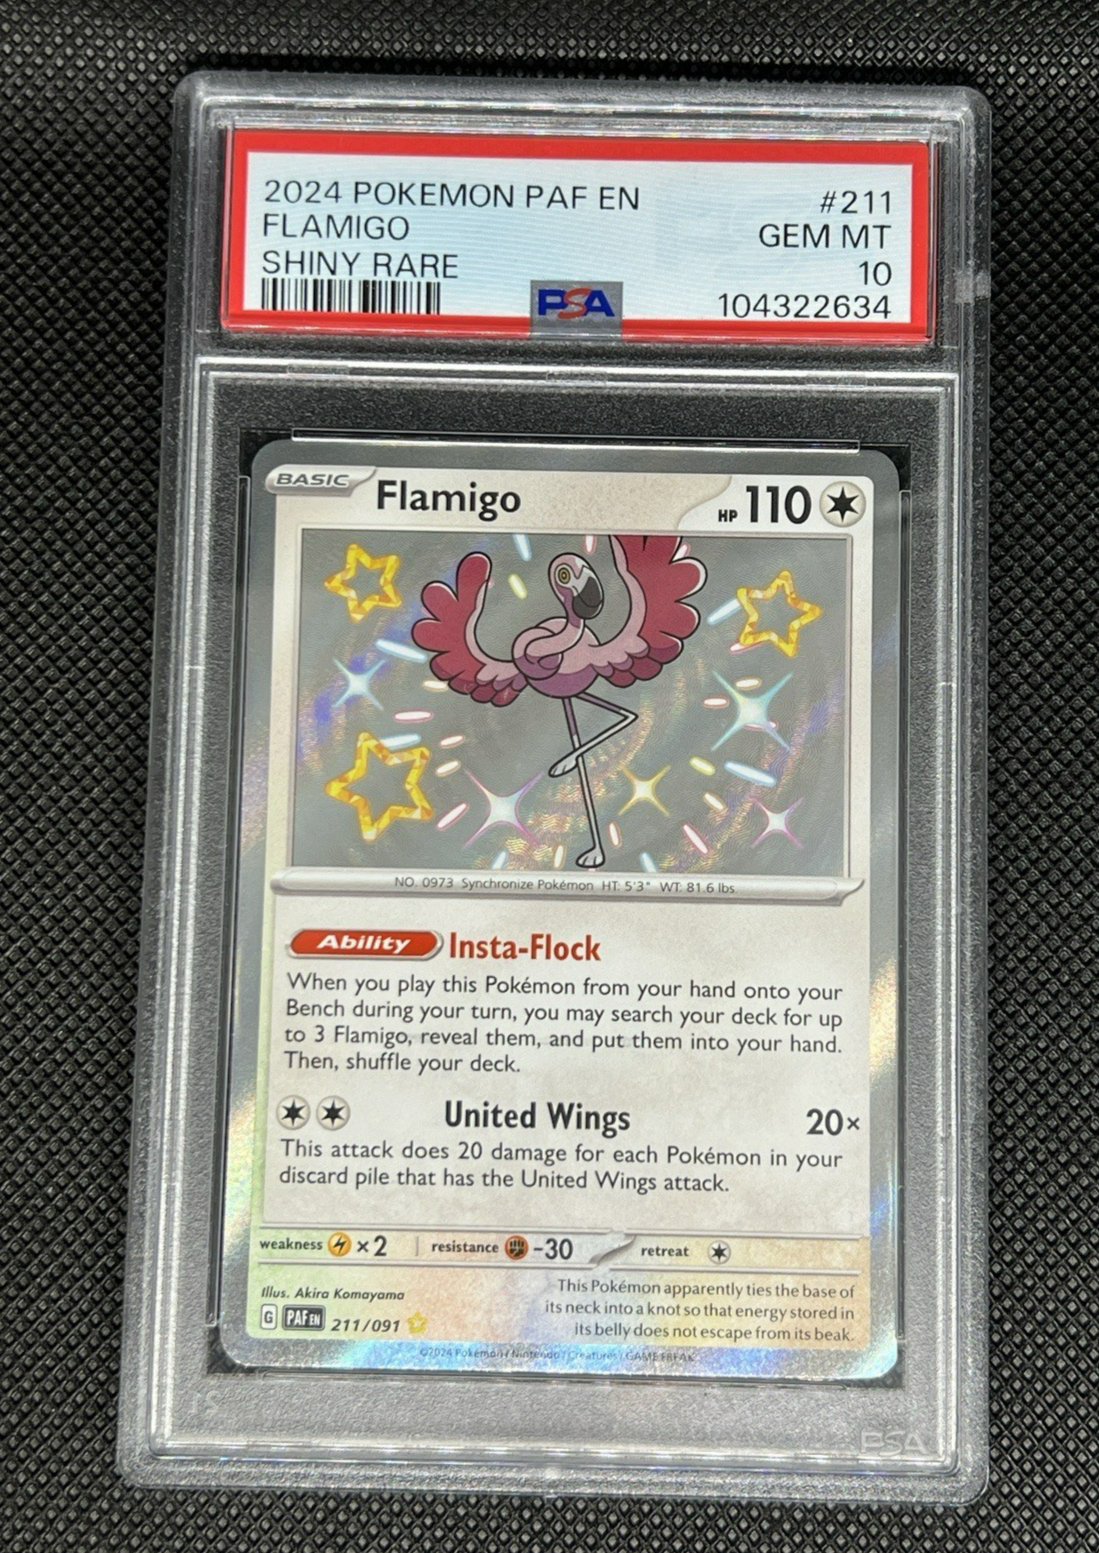 2024 POKEMON PAF EN #211
FLAMIGO GEM MT
SHINY RARE 10
PSA 104322634
BASIC Flamigo HP 110
NO. 0973 Synchronize Pokémon HT: 5'3" WT: 81.6 lbs.
Ability Insta-Flock
When you play this Pokémon from your hand onto your
Bench during your turn, you may search your deck for up
to 3 Flamigo, reveal them, and put them into your hand.
Then, shuffle your deck.
United Wings 20×
This attack does 20 damage for each Pokémon in your
discard pile that has the United Wings attack.
weakness ×2 resistance -30 retreat
Illus. Akira Komayama
G PAF EN 211/091
This Pokémon apparently ties the base of
its neck into a knot so that energy stored in
its belly does not escape from its beak.
©2024 Pokémon / Nintendo / Creatures / GAME FREAK
PSA